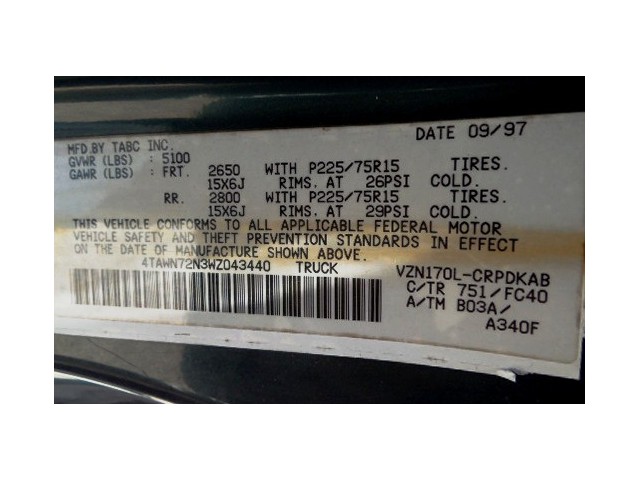 DATE 09/97
MFD.BY TABC INC.
GVWR (LBS) : 5100
GAWR (LBS) : FRT. 2650 WITH P225/75R15 TIRES.
15X6J RIMS. AT 26PSI COLD.
RR. 2800 WITH P225/75R15 TIRES.
15X6J RIMS. AT 29PSI COLD.
THIS VEHICLE CONFORMS TO ALL APPLICABLE FEDERAL MOTOR
VEHICLE SAFETY AND THEFT PREVENTION STANDARDS IN EFFECT
ON THE DATE OF MANUFACTURE SHOWN ABOVE.
4TAWN72N3WZ043440 TRUCK VZN170L-CRPDKAB
C/TR 751/FC40
A/TM B03A/
A340F